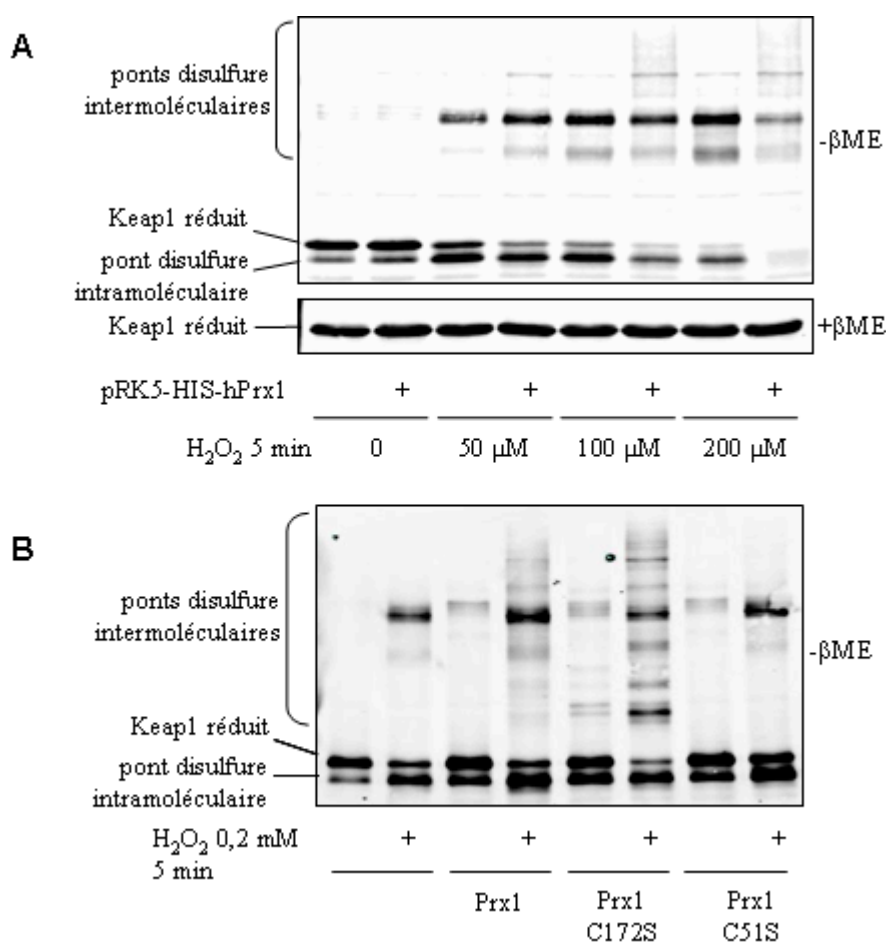 A
ponts disulfure
intermoléculaires
-βME
Keap1 réduit
pont disulfure
intramoléculaire
Keap1 réduit
+βME
pRK5-HIS-hPrx1 + + + +
H₂O₂ 5 min 0 50 µM 100 µM 200 µM
B
ponts disulfure
intermoléculaires
-βME
Keap1 réduit
pont disulfure
intramoléculaire
H₂O₂ 0,2 mM + + + +
5 min
Prx1 Prx1 Prx1
C172S C51S